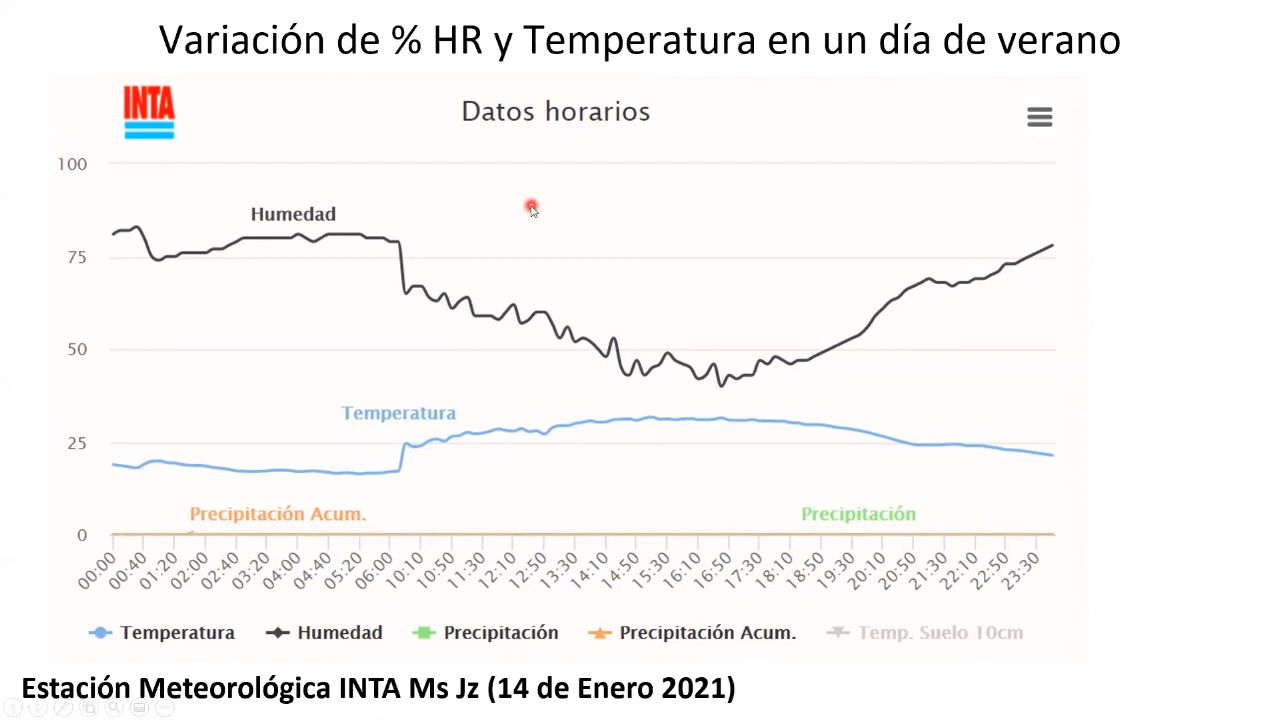 Variación de % HR y Temperatura en un día de verano
INTA
Datos horarios
100
75
50
25
0
Humedad
Temperatura
Precipitación Acum.
Precipitación
00:00 00:40 01:20 02:00 02:40 03:20 04:00 04:40 05:20 06:00 10:10 10:50 11:30 12:10 12:50 13:30 14:10 14:50 15:30 16:10 16:50 17:30 18:10 18:50 19:30 20:10 20:50 21:30 22:10 22:50 23:30
Temperatura Humedad Precipitación Precipitación Acum. Temp. Suelo 10cm
Estación Meteorológica INTA Ms Jz (14 de Enero 2021)